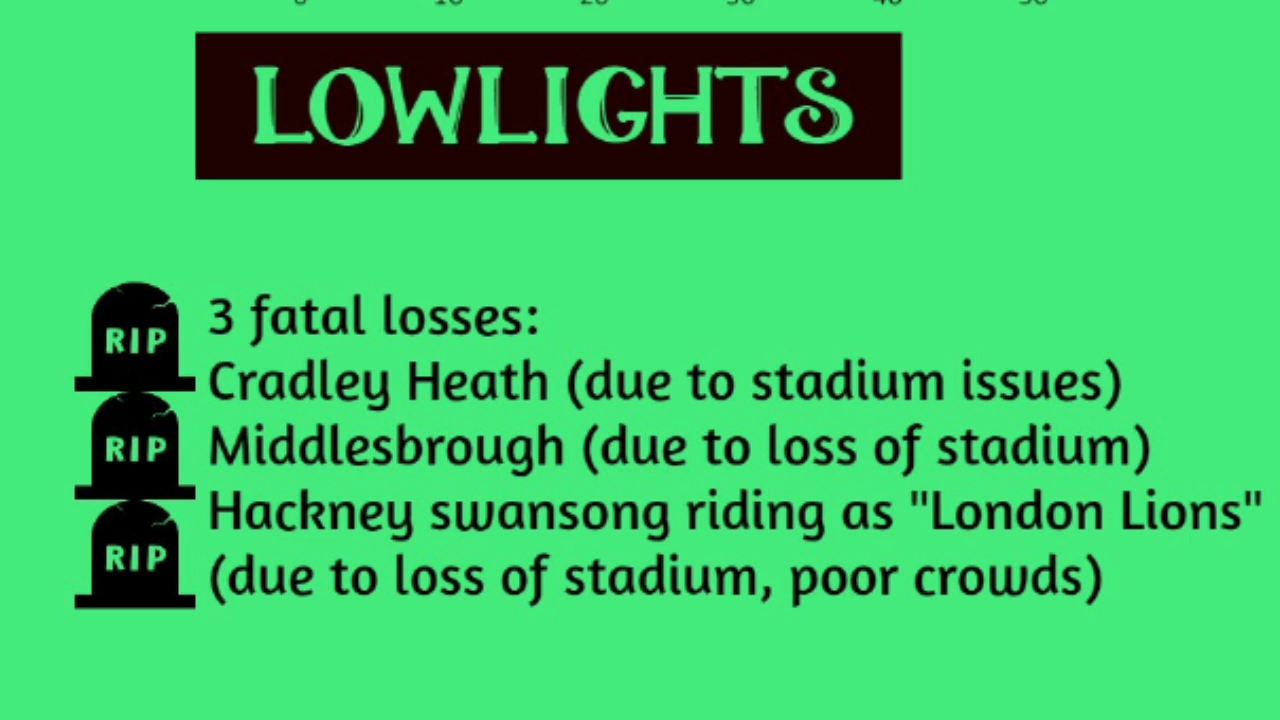 LOWLIGHTS
RIP
3 fatal losses:
Cradley Heath (due to stadium issues)
RIP
Middlesbrough (due to loss of stadium)
Hackney swansong riding as "London Lions"
RIP
(due to loss of stadium, poor crowds)